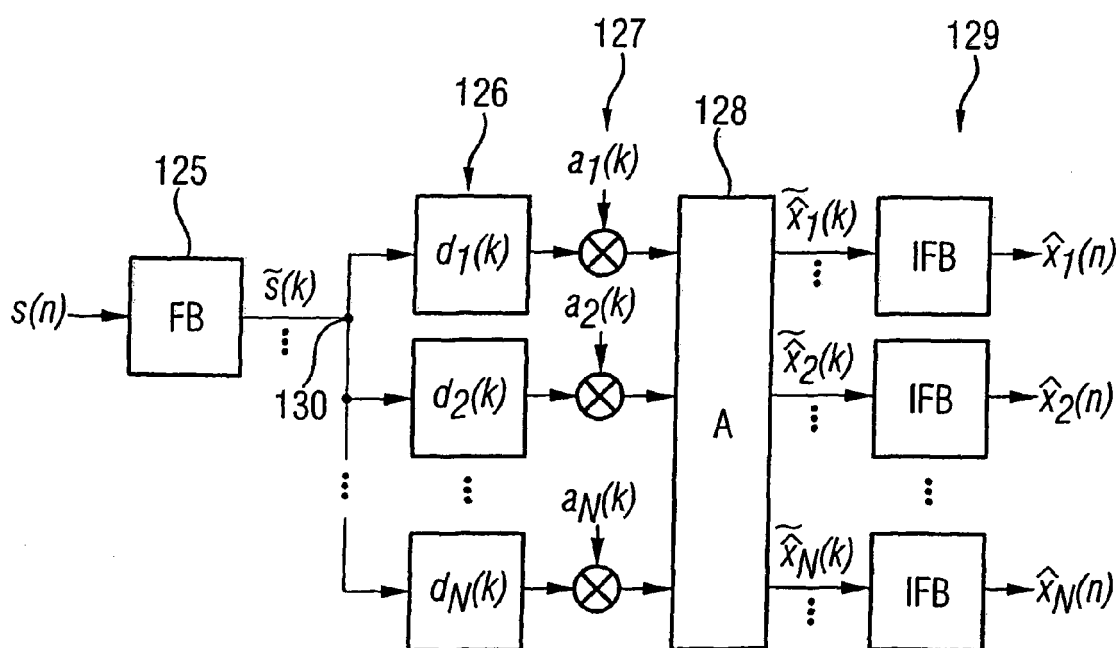 127
129
126
128
a1(k)
125
d1(k)
x̂̃1(k)
IFB
x̂1(n)
s(n)
FB
s̃(k)
...
...
a2(k)
130
d2(k)
A
x̂̃2(k)
IFB
x̂2(n)
...
...
...
...
aN(k)
dN(k)
x̂̃N(k)
IFB
x̂N(n)
...